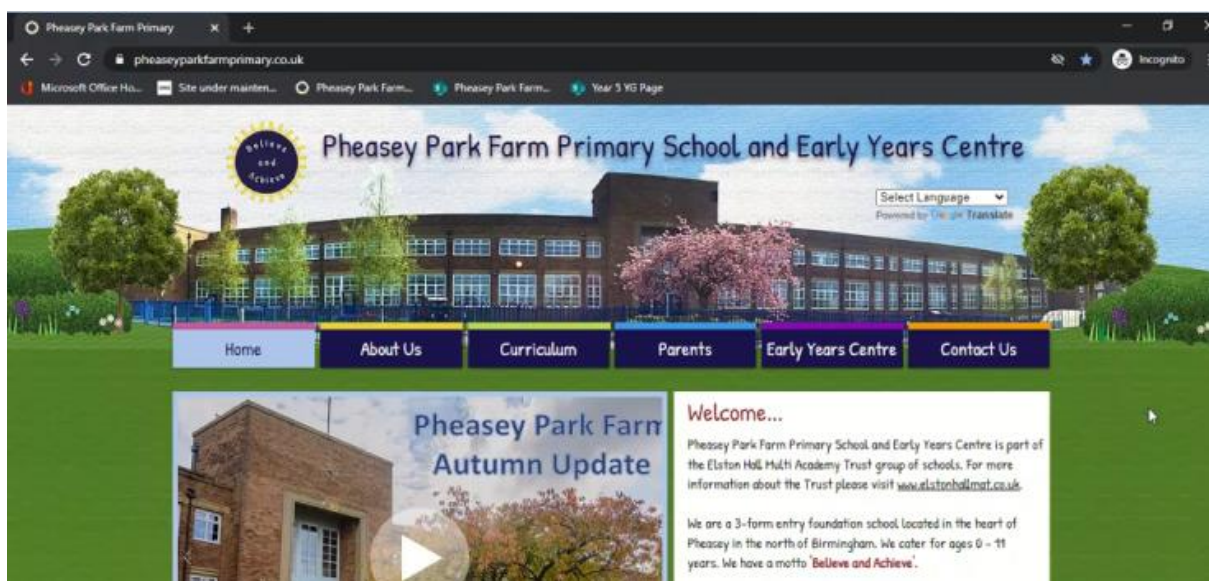 Pheasey Park Farm Primary
pheaseyparkfarmprimary.co.uk
Incognito
Microsoft Office Ho... Site under mainten... Pheasey Park Farm... Pheasey Park Farm... Year 5 YG Page
Believe
and
Achieve
Pheasey Park Farm Primary School and Early Years Centre
Select Language
Powered by Google Translate
Home About Us Curriculum Parents Early Years Centre Contact Us
Pheasey Park Farm
Autumn Update
Welcome...
Pheasey Park Farm Primary School and Early Years Centre is part of
the Elston Hall Multi Academy Trust group of schools. For more
information about the Trust please visit www.elstonhallmat.co.uk.
We are a 3-form entry foundation school located in the heart of
Pheasey in the north of Birmingham. We cater for ages 0 – 11
years. We have a motto 'Believe and Achieve'.